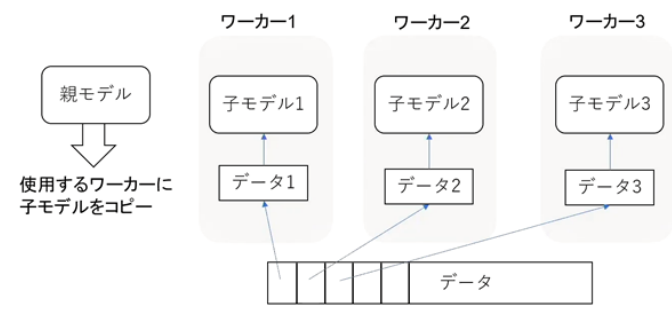 ワーカー1
ワーカー2
ワーカー3
親モデル
子モデル1
子モデル2
子モデル3
使用するワーカーに
子モデルをコピー
データ1
データ2
データ3
データ